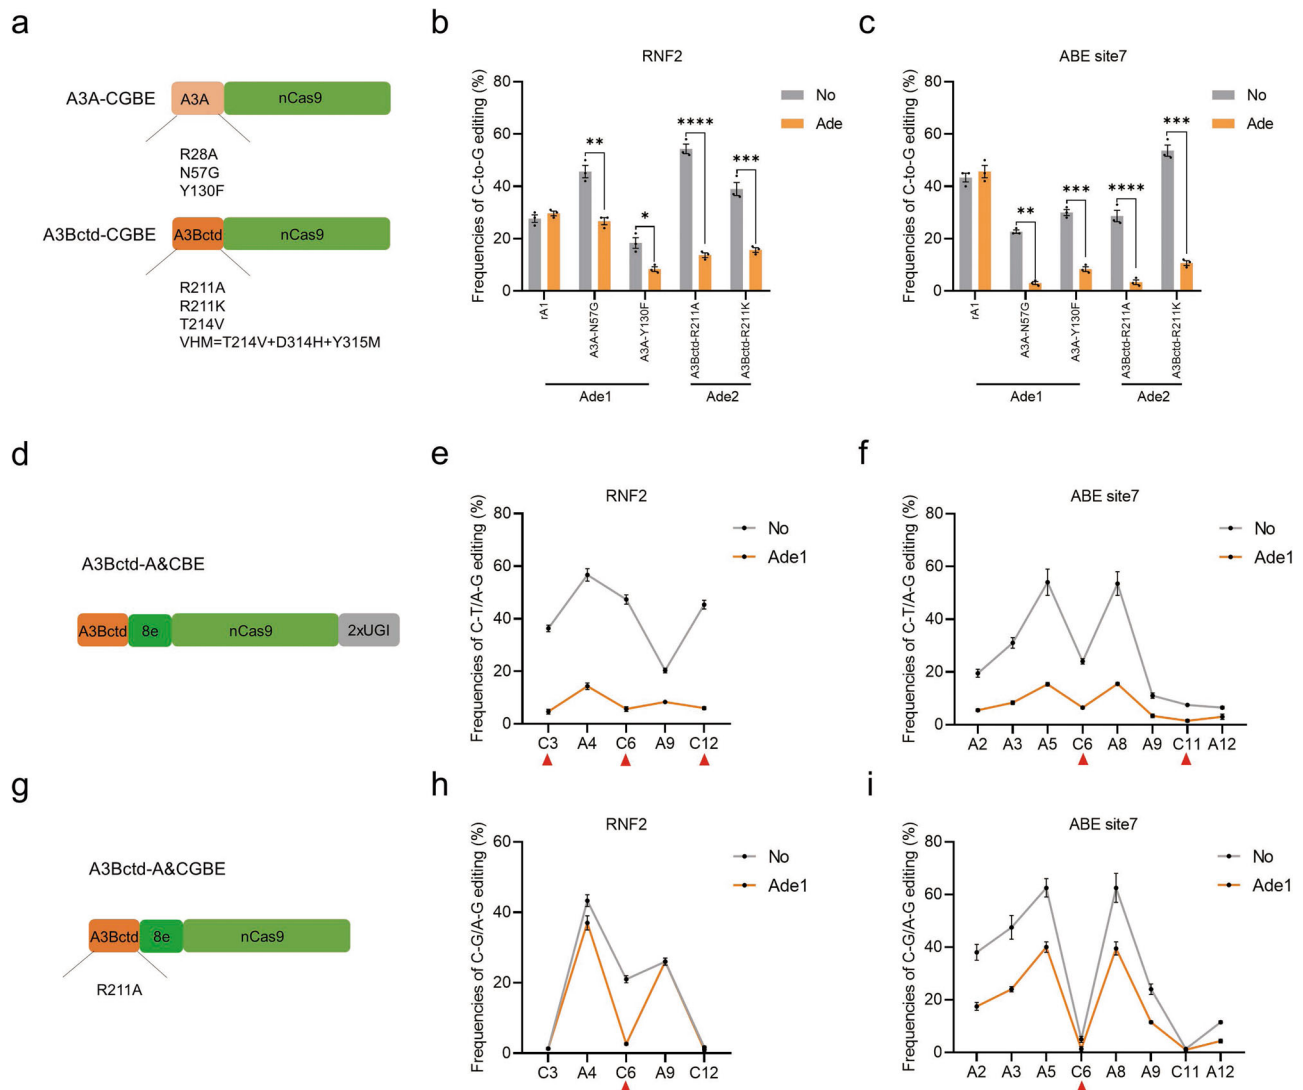 a
A3A-CGBE
A3A
nCas9
R28A
N57G
Y130F
A3Bctd-CGBE
A3Bctd
nCas9
R211A
R211K
T214V
VHM=T214V+D314H+Y315M
b
RNF2
Frequencies of C-to-G editing (%)
80
60
40
20
0
**
*
****
***
No
Ade
rA1
A3A-N57G
A3A-Y130F
A3Bctd-R211A
A3Bctd-R211K
Ade1
Ade2
c
ABE site7
Frequencies of C-to-G editing (%)
80
60
40
20
0
**
***
****
***
No
Ade
rA1
A3A-N57G
A3A-Y130F
A3Bctd-R211A
A3Bctd-R211K
Ade1
Ade2
d
A3Bctd-A&CBE
A3Bctd
8e
nCas9
2xUGI
e
RNF2
Frequencies of C-T/A-G editing (%)
80
60
40
20
0
No
Ade1
C3 A4 C6 A9 C12
f
ABE site7
Frequencies of C-T/A-G editing (%)
80
60
40
20
0
No
Ade1
A2 A3 A5 C6 A8 A9 C11 A12
g
A3Bctd-A&CGBE
A3Bctd
8e
nCas9
R211A
h
RNF2
Frequencies of C-G/A-G editing (%)
60
40
20
0
No
Ade1
C3 A4 C6 A9 C12
i
ABE site7
Frequencies of C-G/A-G editing (%)
80
60
40
20
0
No
Ade1
A2 A3 A5 C6 A8 A9 C11 A12